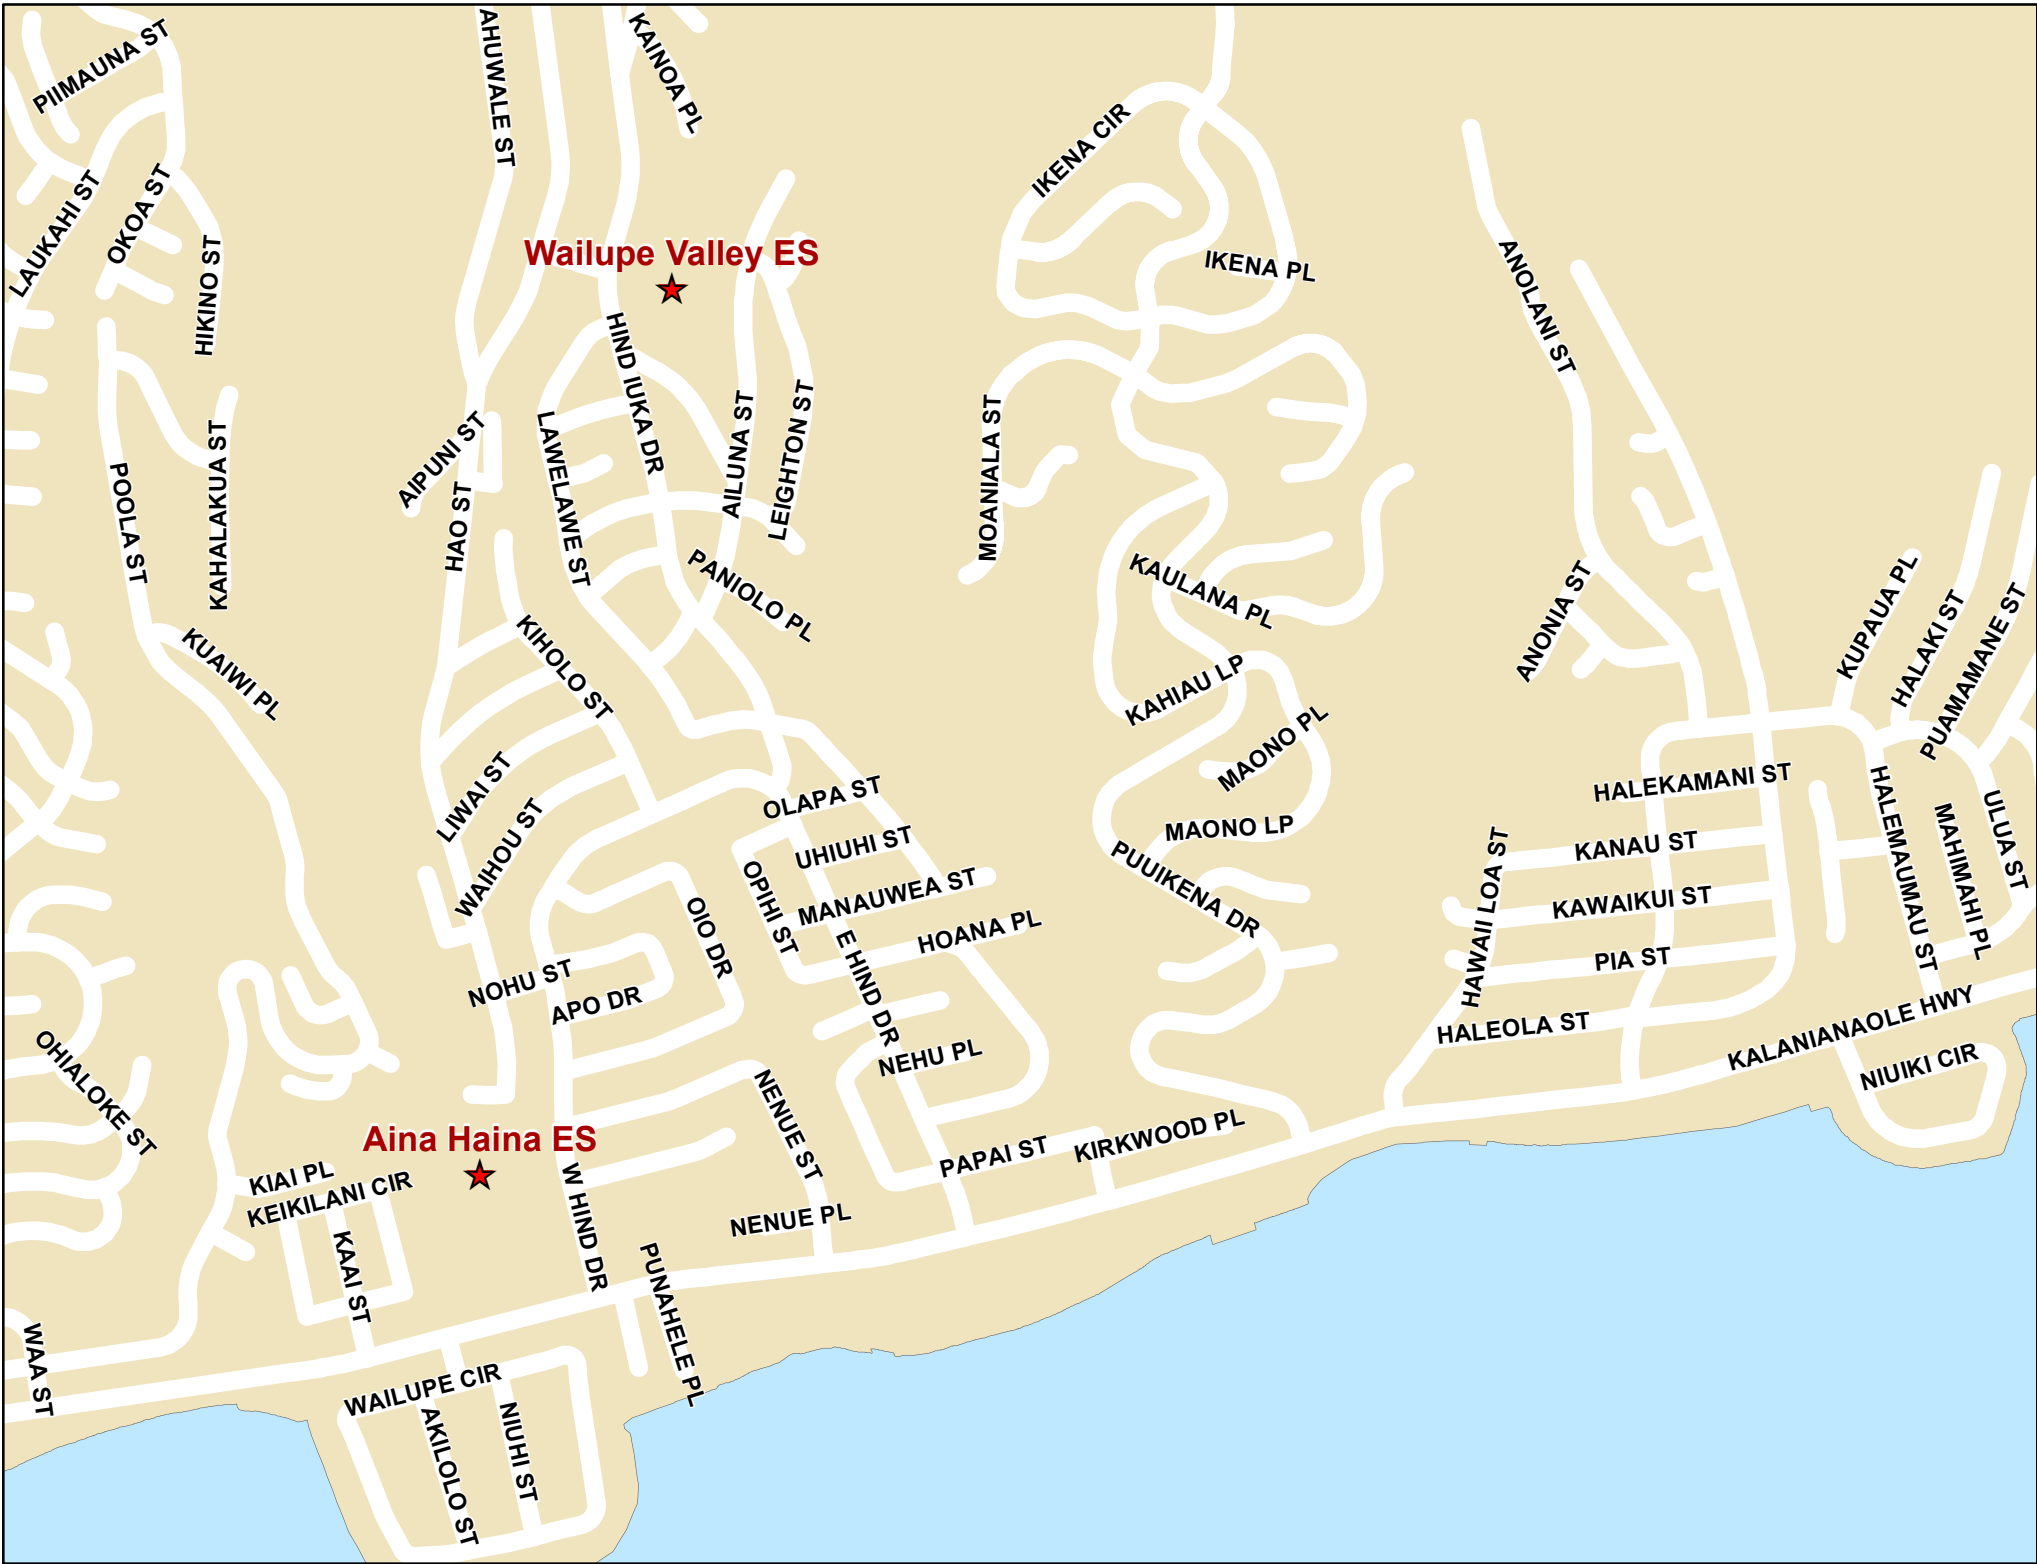 PIIMAUNA ST
AHUWALE ST
KAINOA PL
IKENA CIR
LAUKAHI ST
OKOA ST
HIKINO ST
Wailupe Valley ES
IKENA PL
ANOLANI ST
HIND IUKA DR
AIPUNI ST
LAWELAWE ST
AILUNA ST
LEIGHTON ST
MOANIALA ST
POOLA ST
KAHALAKUA ST
HAO ST
PANIOLO PL
KAULANA PL
ANONIA ST
KUPAUA PL
HALAKI ST
PUAMAMANE ST
KUAIWI PL
KIHOLO ST
KAHIAU LP
MAONO PL
LIWAI ST
WAIHOU ST
OLAPA ST
MAONO LP
HALEKAMANI ST
HALEMAUMAU ST
MAHIMAHI PL
ULUA ST
UHIUHI ST
PUUIKENA DR
KANAU ST
HAWAII LOA ST
OPIHI ST
MANAUWEA ST
KAWAIKUI ST
OIO DR
E HIND DR
HOANA PL
PIA ST
NOHU ST
APO DR
HALEOLA ST
KALANIANAOLE HWY
OHIALOKE ST
NEHU PL
NIUIKI CIR
NENUE ST
Aina Haina ES
PAPAI ST
KIRKWOOD PL
KIAI PL
KEIKILANI CIR
W HIND DR
NENUE PL
KAAI ST
PUNAHELE PL
WAA ST
WAILUPE CIR
AKILOLO ST
NIUHI ST